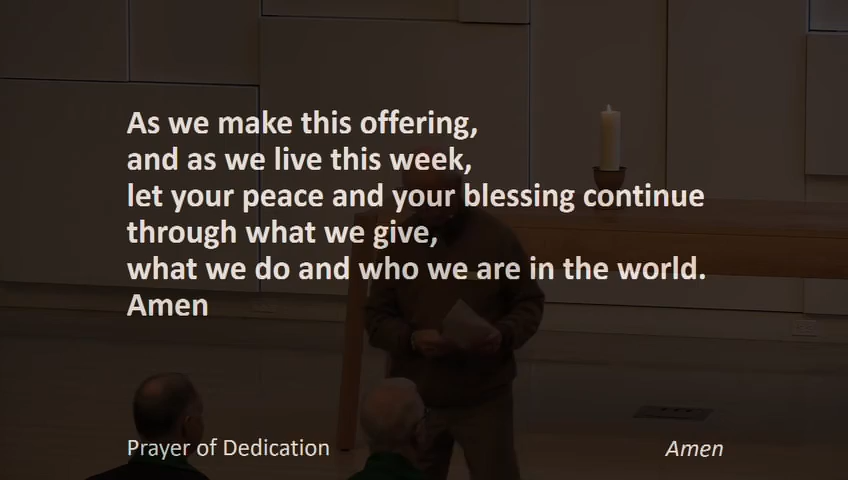 As we make this offering,
and as we live this week,
let your peace and your blessing continue
through what we give,
what we do and who we are in the world.
Amen
Prayer of Dedication
Amen